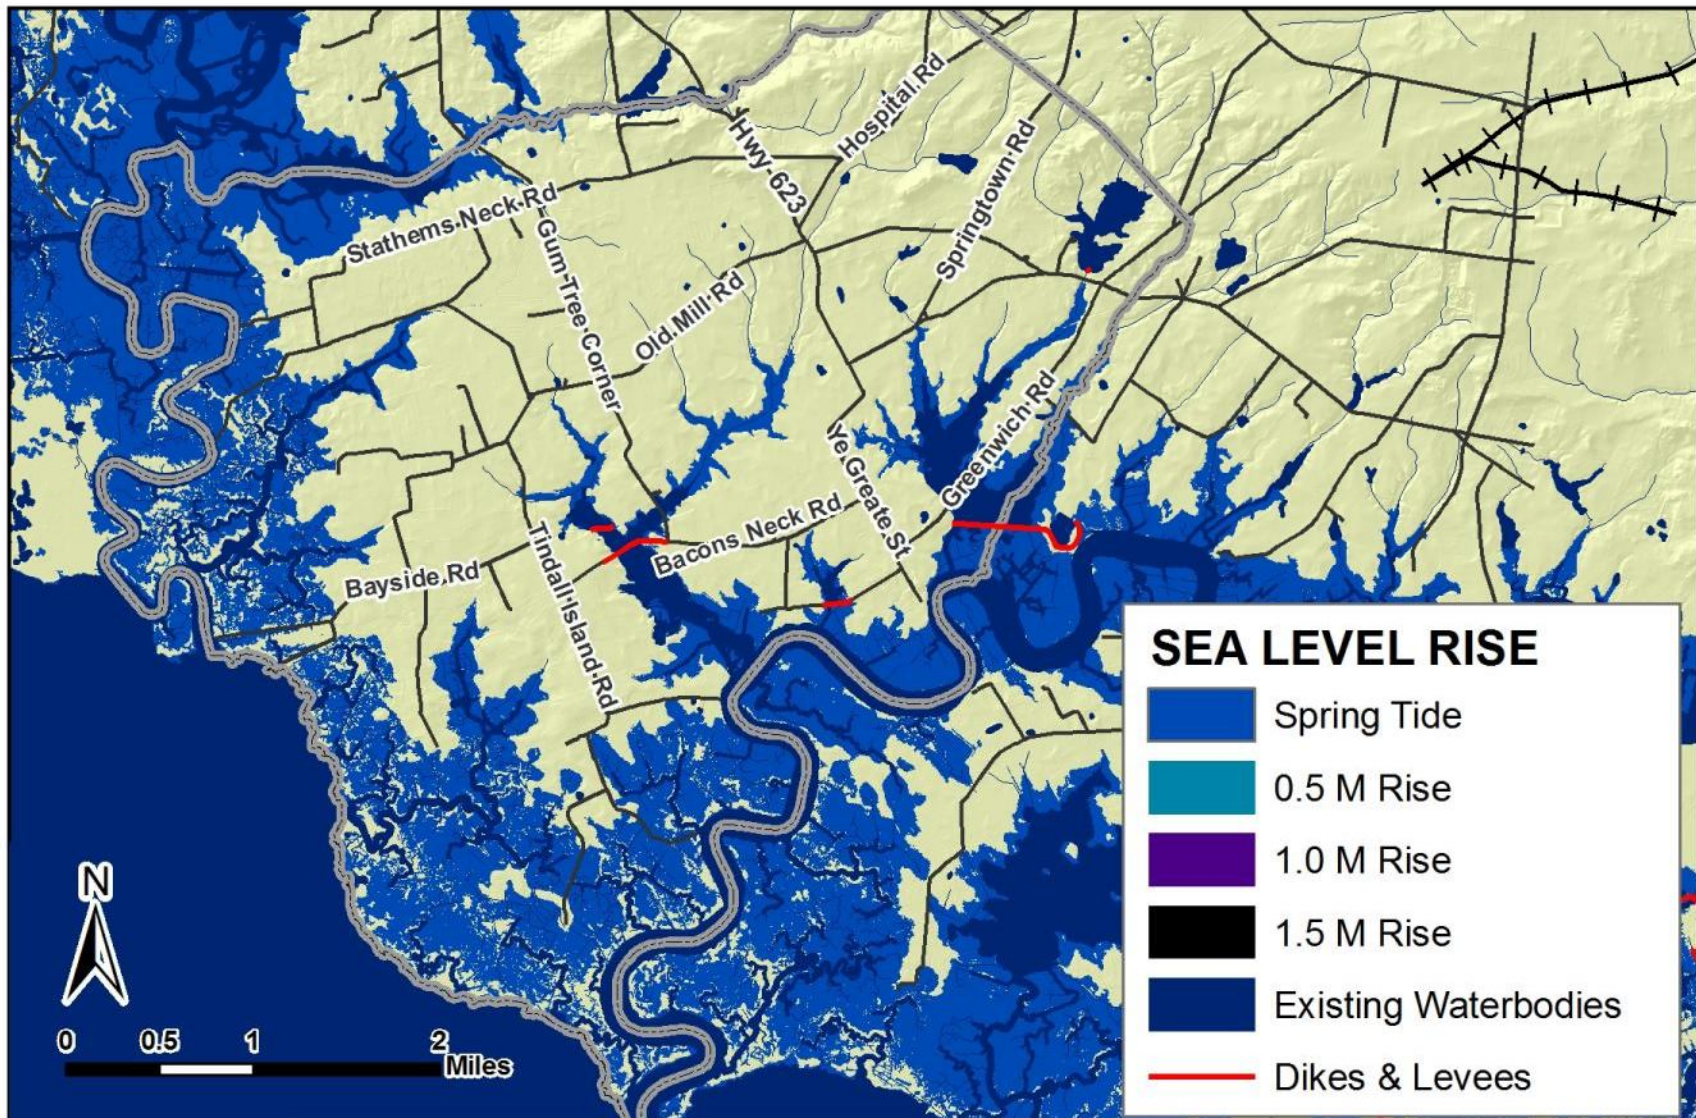 Hwy 623
Hospital Rd
Springtown Rd
Stathems Neck Rd
Gum Tree Corner
Old Mill Rd
Greenwich Rd
Ye Greate St
Bacons Neck Rd
Tindall Island Rd
Bayside Rd
SEA LEVEL RISE
Spring Tide
0.5 M Rise
1.0 M Rise
1.5 M Rise
Existing Waterbodies
Dikes & Levees
N
0 0.5 1 2
Miles